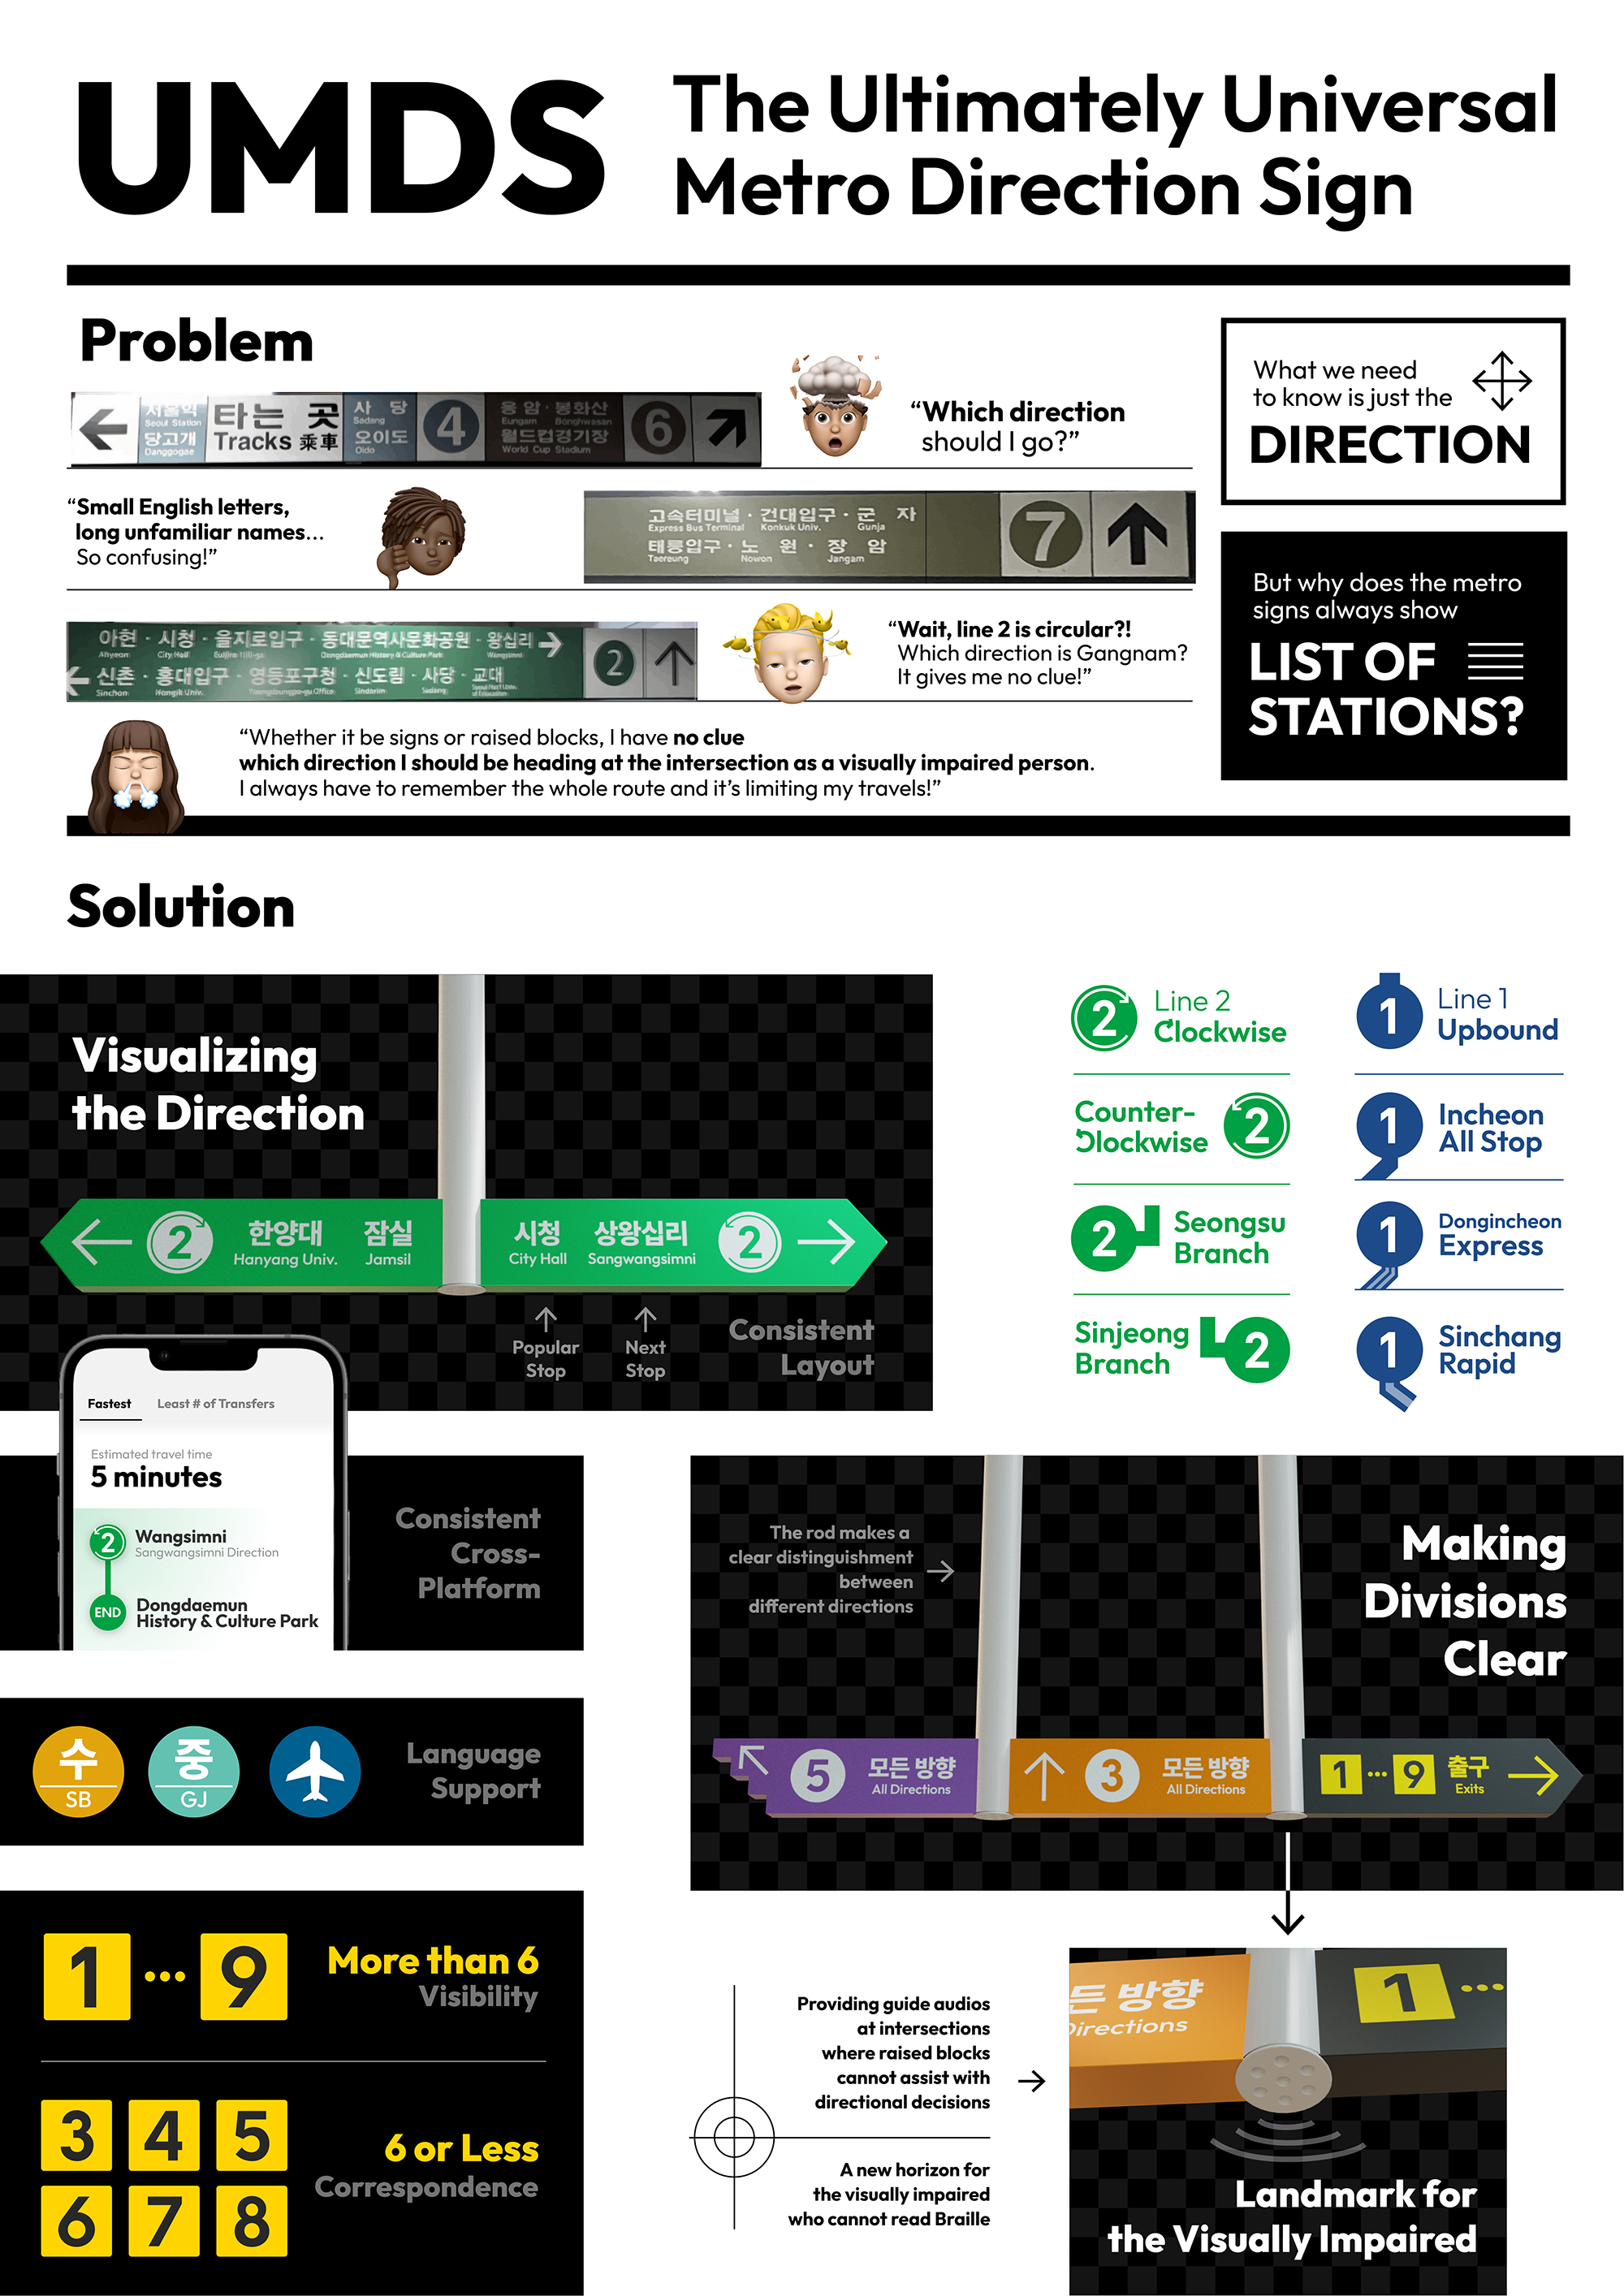 UMDS
The Ultimately Universal
Metro Direction Sign
Problem
서울역
Seoul Station
당고개
Danggogae
타는 곳
Tracks 乘車
사 당
Sadang
오이도
Oido
4
응 암 · 봉화산
Eungam Bonghwasan
월드컵경기장
World Cup Stadium
6
“Which direction
should I go?”
“Small English letters,
long unfamiliar names...
So confusing!”
고속터미널 · 건대입구 · 군 자
Express Bus Terminal Konkuk Univ. Gunja
태릉입구 · 노 원 · 장 암
Taereung Nowon Jangam
7
아현 · 시청 · 을지로입구 · 동대문역사문화공원 · 왕십리
Ahyeon City Hall Euljiro 1(il)-ga Dongdaemun History & Culture Park Wangsimni
신촌 · 홍대입구 · 영등포구청 · 신도림 · 사당 · 교대
Sinchon Hongik Univ. Yeongdeungpo-gu Office Sindorim Sadang
2
“Wait, line 2 is circular?!
Which direction is Gangnam?
It gives me no clue!”
“Whether it be signs or raised blocks, I have no clue
which direction I should be heading at the intersection as a visually impaired person.
I always have to remember the whole route and it’s limiting my travels!”
What we need
to know is just the
DIRECTION
But why does the metro
signs always show
LIST OF
STATIONS?
Solution
Visualizing
the Direction
2
한양대
Hanyang Univ.
잠실
Jamsil
시청
City Hall
상왕십리
Sangwangsimni
2
Popular
Stop
Next
Stop
Consistent
Layout
2
Line 2
Clockwise
Counter-
Clockwise
2
2
Seongsu
Branch
Sinjeong
Branch
2
1
Line 1
Upbound
1
Incheon
All Stop
1
Dongincheon
Express
1
Sinchang
Rapid
Fastest
Least # of Transfers
Estimated travel time
5 minutes
2
Wangsimni
Sangwangsimni Direction
END
Dongdaemun
History & Culture Park
Consistent
Cross-
Platform
수
SB
중
GJ
Language
Support
1 ... 9
More than 6
Visibility
3 4 5
6 7 8
6 or Less
Correspondence
The rod makes a
clear distinguishment
between
different directions
Making
Divisions
Clear
5
모든 방향
All Directions
3
모든 방향
All Directions
1 ... 9
출구
Exits
Providing guide audios
at intersections
where raised blocks
cannot assist with
directional decisions
A new horizon for
the visually impaired
who cannot read Braille
든 방향
Directions
1 ...
Landmark for
the Visually Impaired